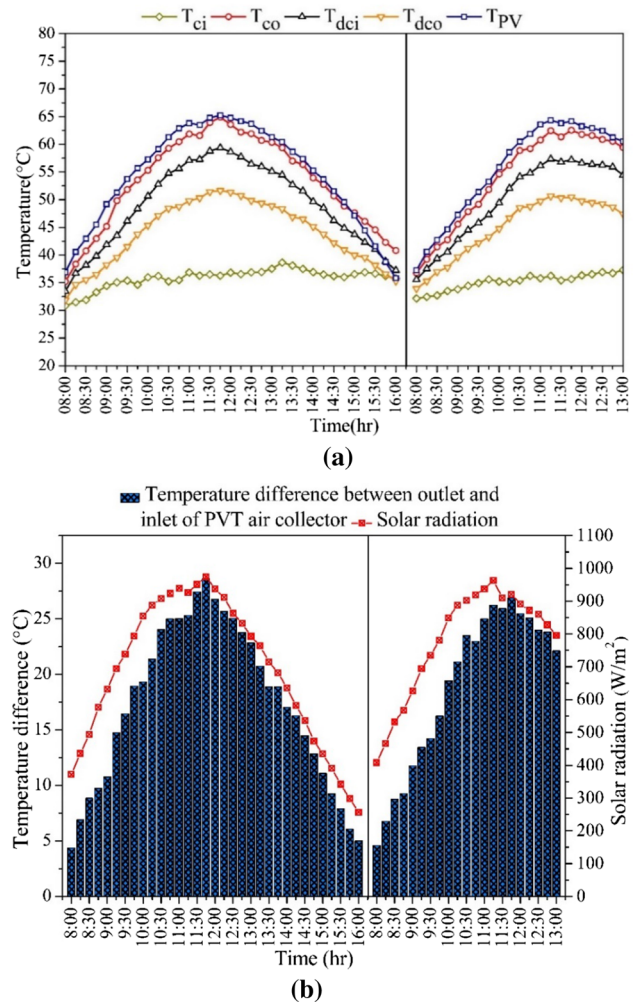 T_ci T_co T_dci T_dco T_PV
Temperature(°C)
80
75
70
65
60
55
50
45
40
35
30
25
20
08:00 08:30 09:00 09:30 10:00 10:30 11:00 11:30 12:00 12:30 13:00 13:30 14:00 14:30 15:00 15:30 16:00 08:00 08:30 09:00 09:30 10:00 10:30 11:00 11:30 12:00 12:30 13:00
Time(hr)
(a)
Temperature difference between outlet and
inlet of PVT air collector Solar radiation
Temperature difference (°C)
30
25
20
15
10
5
0
1100
1000
900
800
700
600
500
400
300
200
100
0
Solar radiation (W/m²)
8:00 8:30 9:00 9:30 10:00 10:30 11:00 11:30 12:00 12:30 13:00 13:30 14:00 14:30 15:00 15:30 16:00 8:00 8:30 9:00 9:30 10:00 10:30 11:00 11:30 12:00 12:30 13:00
Time (hr)
(b)